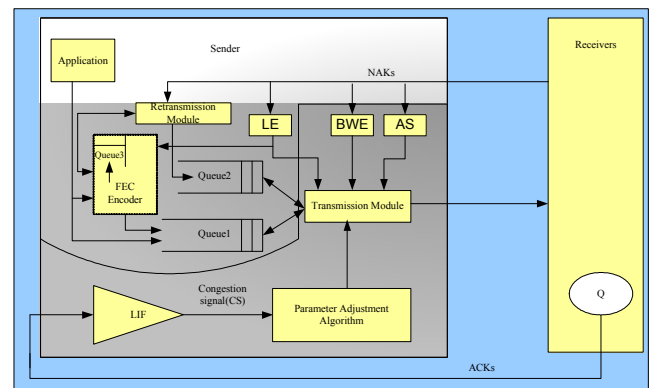 Sender
Receivers
Application
NAKs
Retransmission
Module
LE
BWE
AS
Queue3
FEC
Encoder
Queue2
Transmission Module
Queue1
Congestion
signal(CS)
LIF
Parameter Adjustment
Algorithm
Q
ACKs